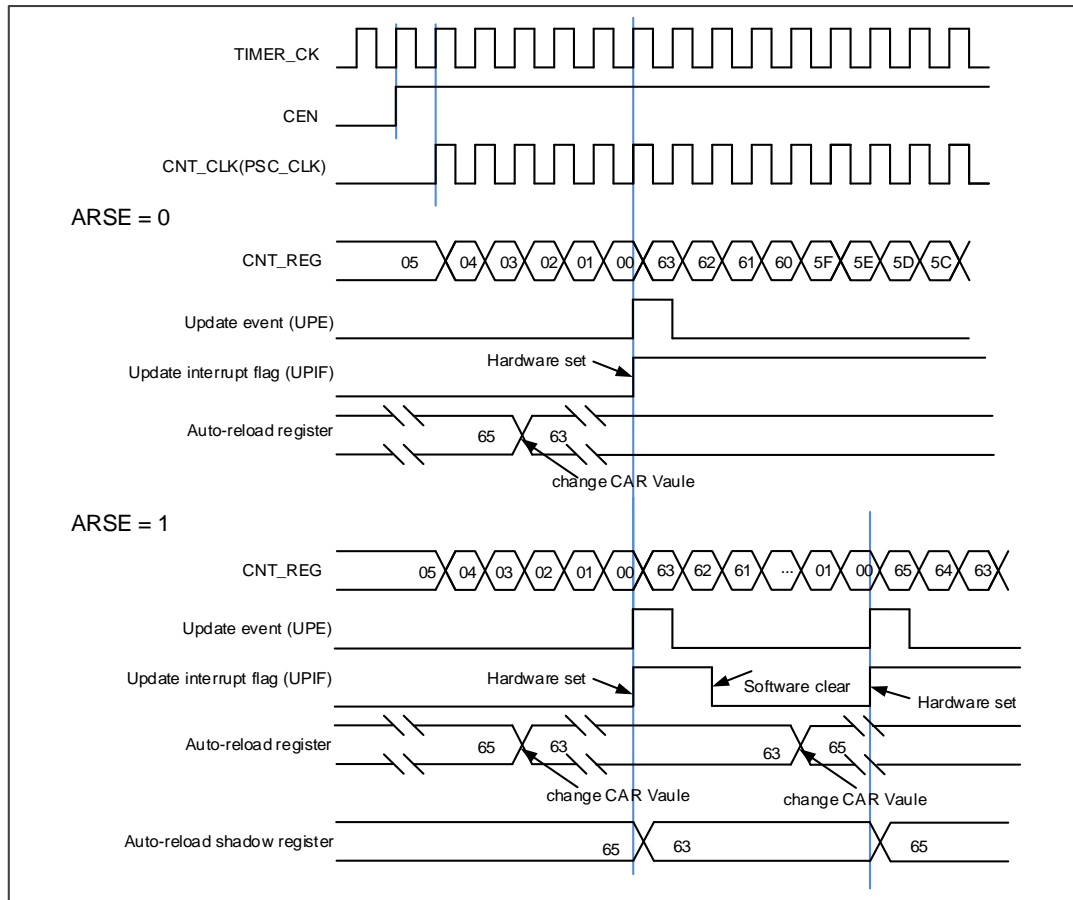 TIMER_CK
CEN
CNT_CLK(PSC_CLK)
ARSE = 0
CNT_REG 05 04 03 02 01 00 63 62 61 60 5F 5E 5D 5C
Update event (UPE)
Hardware set
Update interrupt flag (UPIF)
Auto-reload register 65 63
change CAR Vaule
ARSE = 1
CNT_REG 05 04 03 02 01 00 63 62 61 ... 01 00 65 64 63
Update event (UPE)
Update interrupt flag (UPIF) Hardware set Software clear Hardware set
Auto-reload register 65 63 63 65
change CAR Vaule change CAR Vaule
Auto-reload shadow register 65 63 65